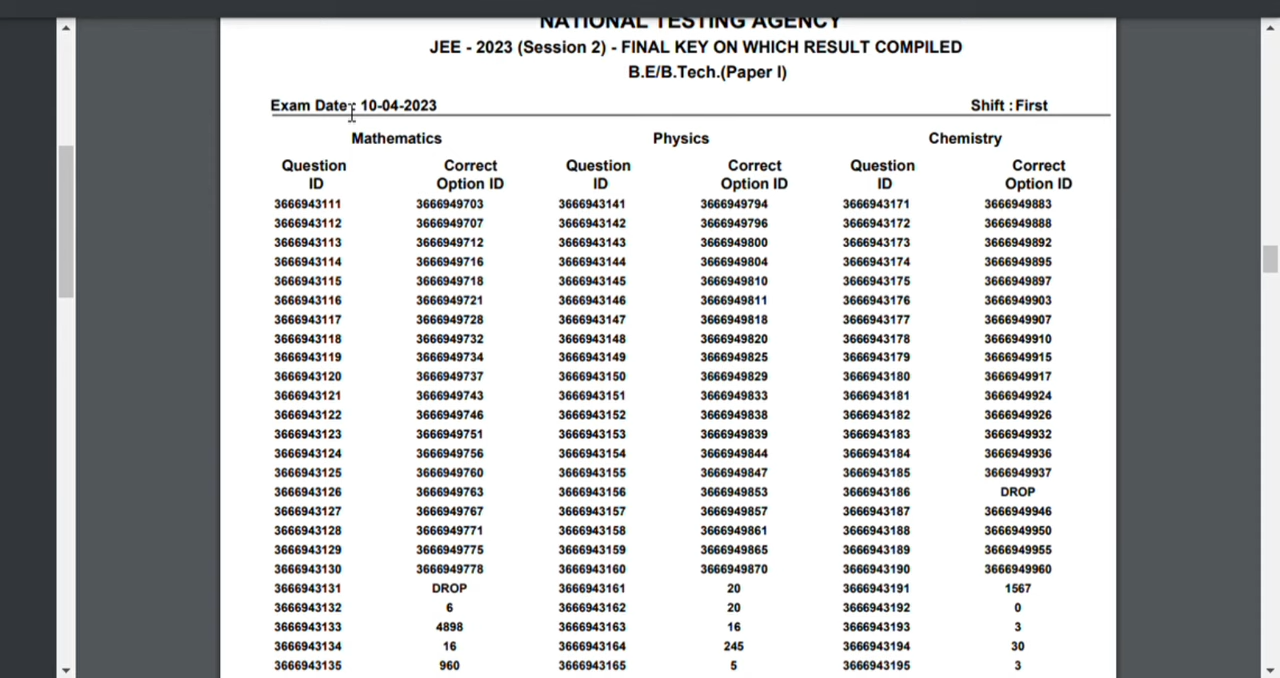 NATIONAL TESTING AGENCY
JEE - 2023 (Session 2) - FINAL KEY ON WHICH RESULT COMPILED
B.E/B.Tech.(Paper I)
Exam Date : 10-04-2023 Shift : First
Mathematics Physics Chemistry
Question Correct Question Correct Question Correct
ID Option ID ID Option ID ID Option ID
3666943111 3666949703 3666943141 3666949794 3666943171 3666949883
3666943112 3666949707 3666943142 3666949796 3666943172 3666949888
3666943113 3666949712 3666943143 3666949800 3666943173 3666949892
3666943114 3666949716 3666943144 3666949804 3666943174 3666949895
3666943115 3666949718 3666943145 3666949810 3666943175 3666949897
3666943116 3666949721 3666943146 3666949811 3666943176 3666949903
3666943117 3666949728 3666943147 3666949818 3666943177 3666949907
3666943118 3666949732 3666943148 3666949820 3666943178 3666949910
3666943119 3666949734 3666943149 3666949825 3666943179 3666949915
3666943120 3666949737 3666943150 3666949829 3666943180 3666949917
3666943121 3666949743 3666943151 3666949833 3666943181 3666949924
3666943122 3666949746 3666943152 3666949838 3666943182 3666949926
3666943123 3666949751 3666943153 3666949839 3666943183 3666949932
3666943124 3666949756 3666943154 3666949844 3666943184 3666949936
3666943125 3666949760 3666943155 3666949847 3666943185 3666949937
3666943126 3666949763 3666943156 3666949853 3666943186 DROP
3666943127 3666949767 3666943157 3666949857 3666943187 3666949946
3666943128 3666949771 3666943158 3666949861 3666943188 3666949950
3666943129 3666949775 3666943159 3666949865 3666943189 3666949955
3666943130 3666949778 3666943160 3666949870 3666943190 3666949960
3666943131 DROP 3666943161 20 3666943191 1567
3666943132 6 3666943162 20 3666943192 0
3666943133 4898 3666943163 16 3666943193 3
3666943134 16 3666943164 245 3666943194 30
3666943135 960 3666943165 5 3666943195 3